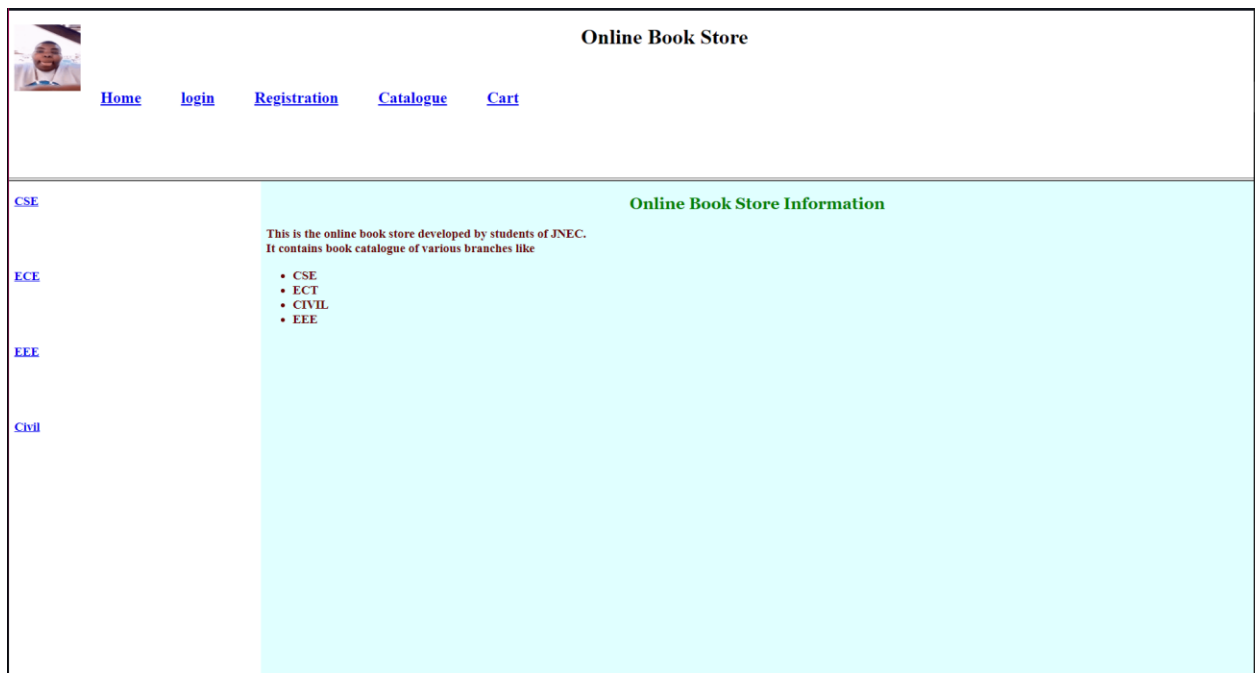 Online Book Store
Home login Registration Catalogue Cart
CSE
ECE
EEE
Civil
Online Book Store Information
This is the online book store developed by students of JNEC.
It contains book catalogue of various branches like
• CSE
• ECT
• CIVIL
• EEE